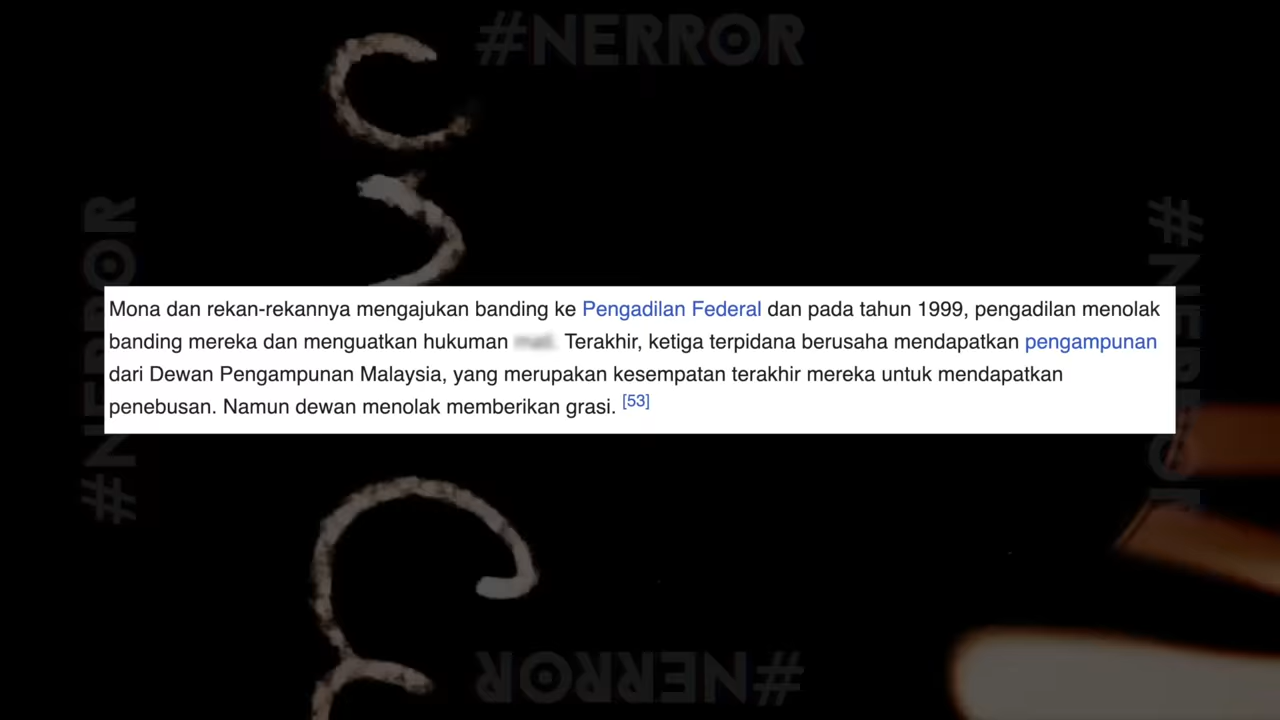 #NERROR
#NERROR
#NERROR
Mona dan rekan-rekannya mengajukan banding ke Pengadilan Federal dan pada tahun 1999, pengadilan menolak
banding mereka dan menguatkan hukuman Terakhir, ketiga terpidana berusaha mendapatkan pengampunan
dari Dewan Pengampunan Malaysia, yang merupakan kesempatan terakhir mereka untuk mendapatkan
penebusan. Namun dewan menolak memberikan grasi. [53]
#NERROR